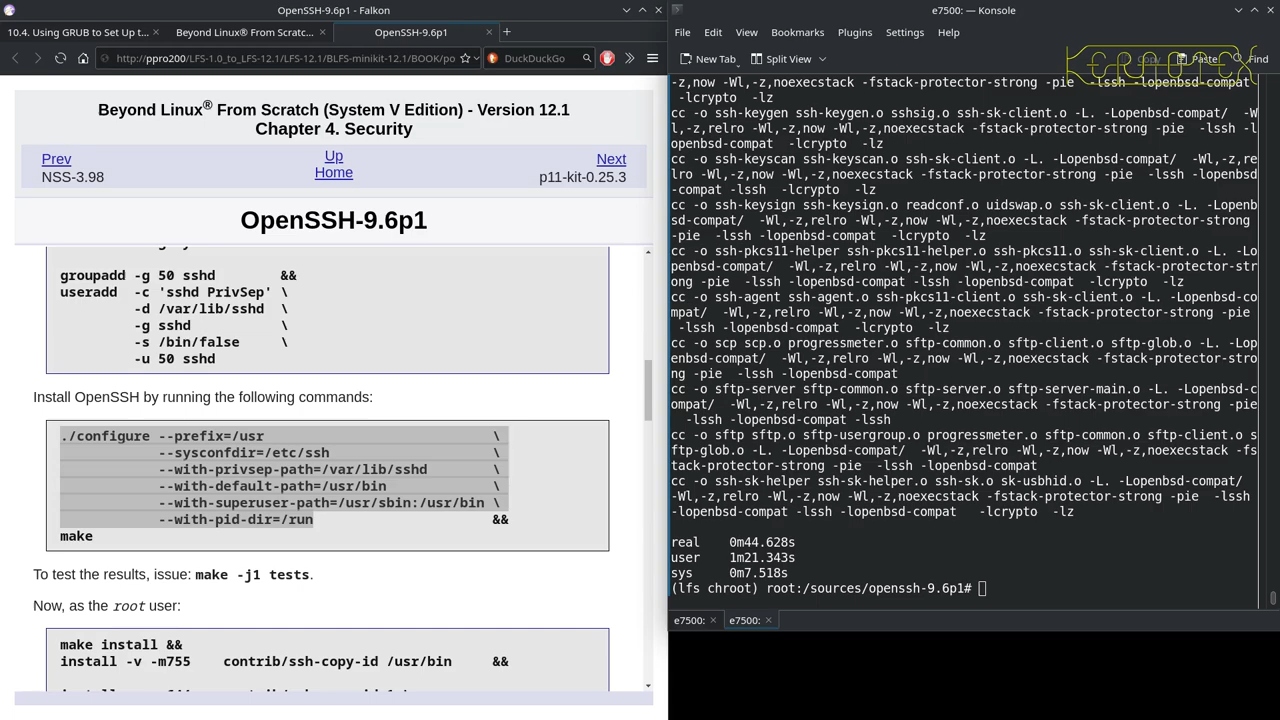 OpenSSH-9.6p1 - Falkon
10.4. Using GRUB to Set Up t...
Beyond Linux® From Scratc...
OpenSSH-9.6p1
http://ppro200/LFS-1.0_to_LFS-12.1/LFS-12.1/BLFS-minikit-12.1/BOOK/po
DuckDuckGo
Beyond Linux® From Scratch (System V Edition) - Version 12.1
Chapter 4. Security
Prev
Up
Next
NSS-3.98
Home
p11-kit-0.25.3
OpenSSH-9.6p1
groupadd -g 50 sshd        &&
useradd  -c 'sshd PrivSep' \
         -d /var/lib/sshd  \
         -g sshd           \
         -s /bin/false     \
         -u 50 sshd
Install OpenSSH by running the following commands:
./configure --prefix=/usr                            \
            --sysconfdir=/etc/ssh                    \
            --with-privsep-path=/var/lib/sshd        \
            --with-default-path=/usr/bin             \
            --with-superuser-path=/usr/sbin:/usr/bin \
            --with-pid-dir=/run                      &&
make
To test the results, issue: make -j1 tests.
Now, as the root user:
make install &&
install -v -m755    contrib/ssh-copy-id /usr/bin     &&
e7500: — Konsole
File Edit View Bookmarks Plugins Settings Help
New Tab
Split View
Copy
Paste
Find
-z,now -Wl,-z,noexecstack -fstack-protector-strong -pie  -lssh -lopenbsd-compat
 -lcrypto  -lz
cc -o ssh-keygen ssh-keygen.o sshsig.o ssh-sk-client.o -L. -Lopenbsd-compat/  -W
l,-z,relro -Wl,-z,now -Wl,-z,noexecstack -fstack-protector-strong -pie  -lssh -l
openbsd-compat   -lcrypto  -lz
cc -o ssh-keyscan ssh-keyscan.o ssh-sk-client.o -L. -Lopenbsd-compat/  -Wl,-z,re
lro -Wl,-z,now -Wl,-z,noexecstack -fstack-protector-strong -pie  -lssh -lopenbsd
-compat -lssh   -lcrypto  -lz
cc -o ssh-keysign ssh-keysign.o readconf.o uidswap.o ssh-sk-client.o -L. -Lopenb
sd-compat/  -Wl,-z,relro -Wl,-z,now -Wl,-z,noexecstack -fstack-protector-strong
-pie  -lssh -lopenbsd-compat   -lcrypto  -lz
cc -o ssh-pkcs11-helper ssh-pkcs11-helper.o ssh-pkcs11.o ssh-sk-client.o -L. -Lo
penbsd-compat/  -Wl,-z,relro -Wl,-z,now -Wl,-z,noexecstack -fstack-protector-str
ong -pie  -lssh -lopenbsd-compat -lssh -lopenbsd-compat   -lcrypto  -lz
cc -o ssh-agent ssh-agent.o ssh-pkcs11-client.o ssh-sk-client.o -L. -Lopenbsd-co
mpat/  -Wl,-z,relro -Wl,-z,now -Wl,-z,noexecstack -fstack-protector-strong -pie
 -lssh -lopenbsd-compat   -lcrypto  -lz
cc -o scp scp.o progressmeter.o sftp-common.o sftp-client.o sftp-glob.o -L. -Lop
enbsd-compat/  -Wl,-z,relro -Wl,-z,now -Wl,-z,noexecstack -fstack-protector-stro
ng -pie  -lssh -lopenbsd-compat
cc -o sftp-server sftp-common.o sftp-server.o sftp-server-main.o -L. -Lopenbsd-c
ompat/  -Wl,-z,relro -Wl,-z,now -Wl,-z,noexecstack -fstack-protector-strong -pie
  -lssh -lopenbsd-compat -lssh
cc -o sftp sftp.o sftp-usergroup.o progressmeter.o sftp-common.o sftp-client.o s
ftp-glob.o -L. -Lopenbsd-compat/  -Wl,-z,relro -Wl,-z,now -Wl,-z,noexecstack -fs
tack-protector-strong -pie  -lssh -lopenbsd-compat
cc -o ssh-sk-helper ssh-sk-helper.o ssh-sk.o sk-usbhid.o -L. -Lopenbsd-compat/
-Wl,-z,relro -Wl,-z,now -Wl,-z,noexecstack -fstack-protector-strong -pie  -lssh
-lopenbsd-compat -lssh -lopenbsd-compat   -lcrypto  -lz
real    0m44.628s
user    1m21.343s
sys     0m7.518s
(lfs chroot) root:/sources/openssh-9.6p1#
e7500:
e7500: